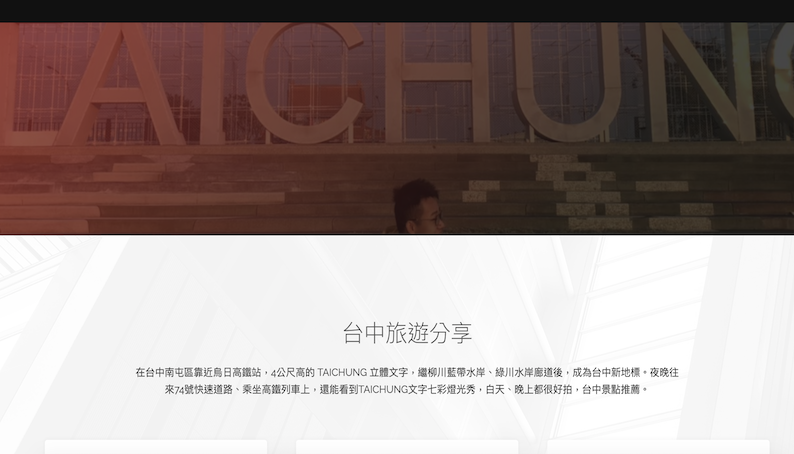 TAICHUNG
台中旅遊分享
在台中南屯區靠近烏日高鐵站，4公尺高的 TAICHUNG 立體文字，繼柳川藍帶水岸、綠川水岸廊道後，成為台中新地標。夜晚往
來74號快速道路、乘坐高鐵列車上，還能看到TAICHUNG文字七彩燈光秀，白天、晚上都很好拍，台中景點推薦。